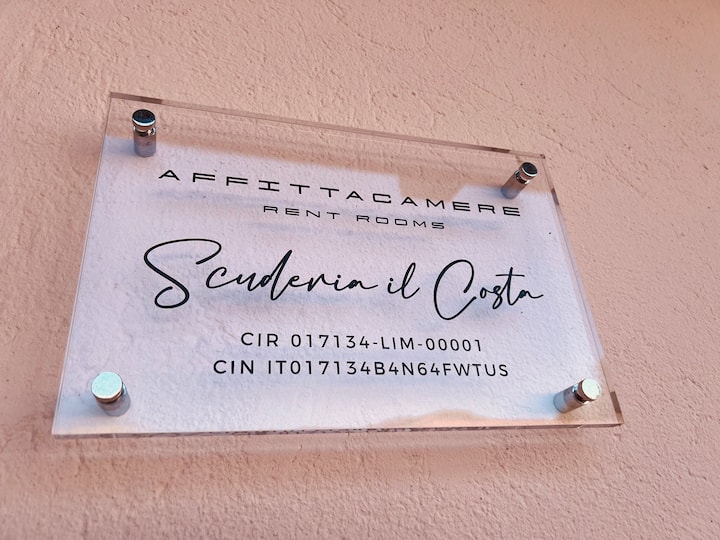 AFFITTACAMERE
RENT ROOMS
Scuderia il Costa
CIR 017134-LIM-00001
CIN IT017134B4N64FWTUS